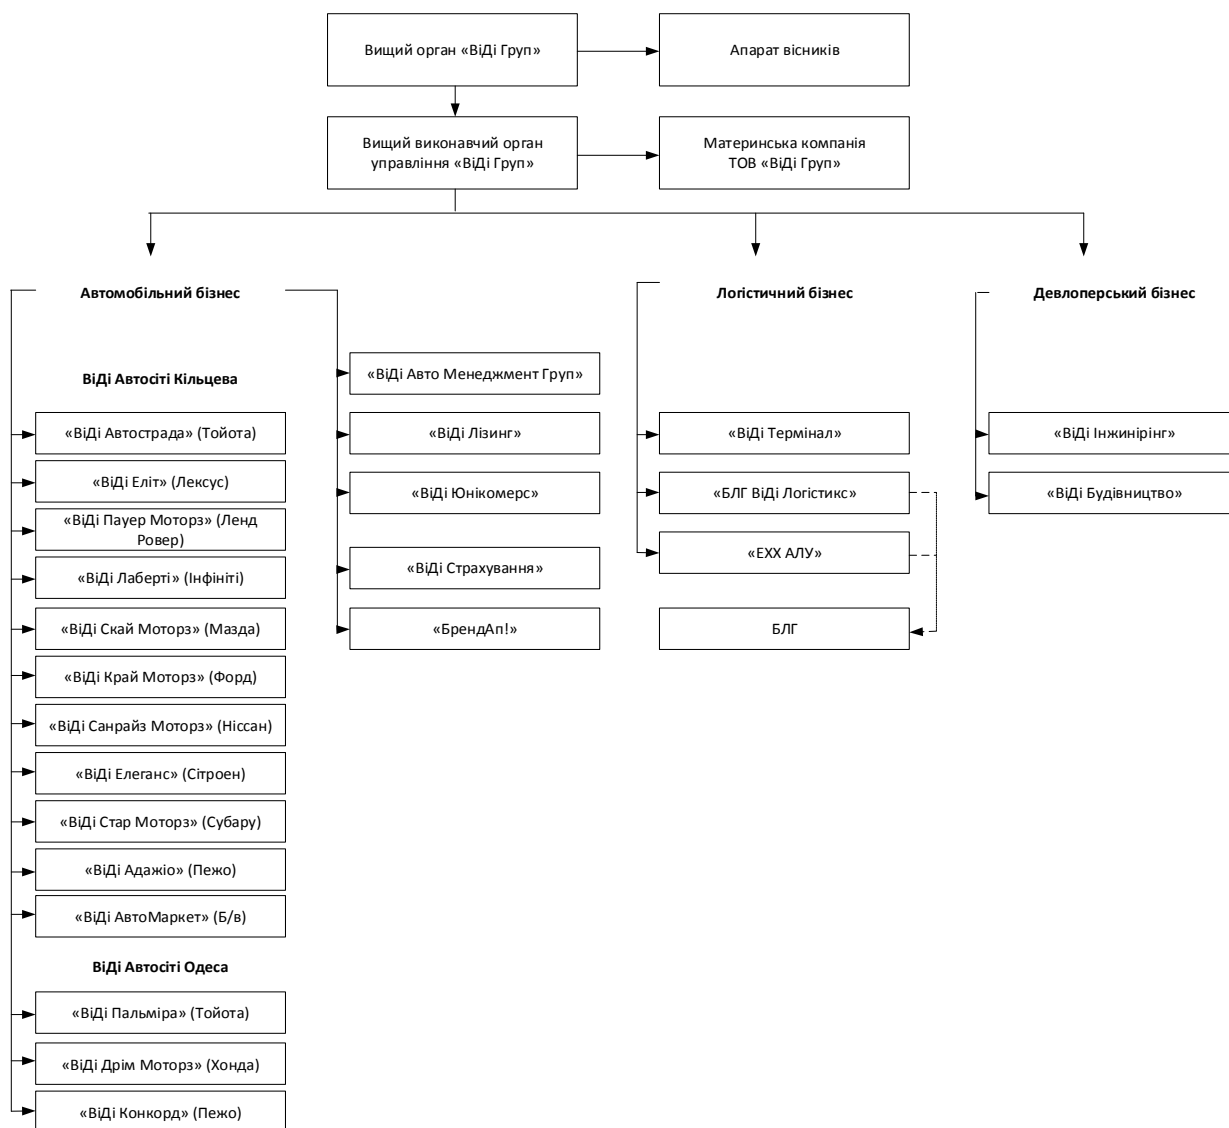 Вищий орган «ВіДі Груп»
Апарат вісників
Вищий виконавчий орган
управління «ВіДі Груп»
Материнська компанія
ТОВ «ВіДі Груп»
Автомобільний бізнес
Логістичний бізнес
Девлоперський бізнес
ВіДі Автосіті Кільцева
«ВіДі Автострада» (Тойота)
«ВіДі Еліт» (Лексус)
«ВіДі Пауер Моторз» (Ленд
Ровер)
«ВіДі Лаберті» (Інфініті)
«ВіДі Скай Моторз» (Мазда)
«ВіДі Край Моторз» (Форд)
«ВіДі Санрайз Моторз» (Ніссан)
«ВіДі Елеганс» (Сітроен)
«ВіДі Стар Моторз» (Субару)
«ВіДі Адажіо» (Пежо)
«ВіДі АвтоМаркет» (Б/в)
ВіДі Автосіті Одеса
«ВіДі Пальміра» (Тойота)
«ВіДі Дрім Моторз» (Хонда)
«ВіДі Конкорд» (Пежо)
«ВіДі Авто Менеджмент Груп»
«ВіДі Лізинг»
«ВіДі Юнікомерс»
«ВіДі Страхування»
«БрендАп!»
«ВіДі Термінал»
«БЛГ ВіДі Логістикс»
«ЕХХ АЛУ»
БЛГ
«ВіДі Інжинірінг»
«ВіДі Будівництво»